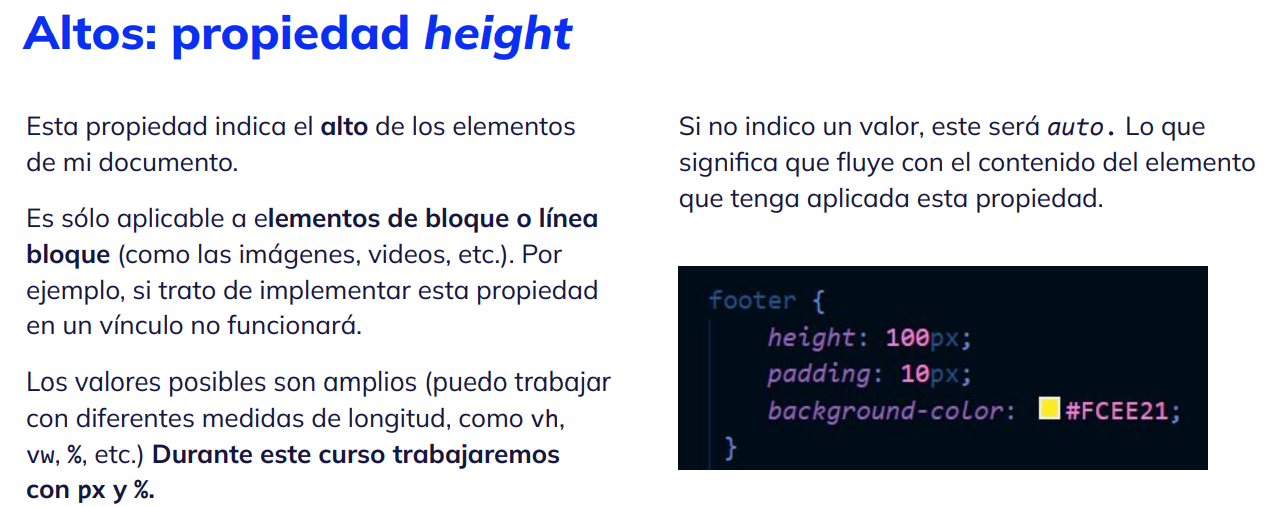 Altos: propiedad height
Esta propiedad indica el alto de los elementos
de mi documento.
Es sólo aplicable a elementos de bloque o línea
bloque (como las imágenes, videos, etc.). Por
ejemplo, si trato de implementar esta propiedad
en un vínculo no funcionará.
Los valores posibles son amplios (puedo trabajar
con diferentes medidas de longitud, como vh,
vw, %, etc.) Durante este curso trabajaremos
con px y %.
Si no indico un valor, este será auto. Lo que
significa que fluye con el contenido del elemento
que tenga aplicada esta propiedad.
footer {
height: 100px;
padding: 10px;
background-color: #FCEE21;
}